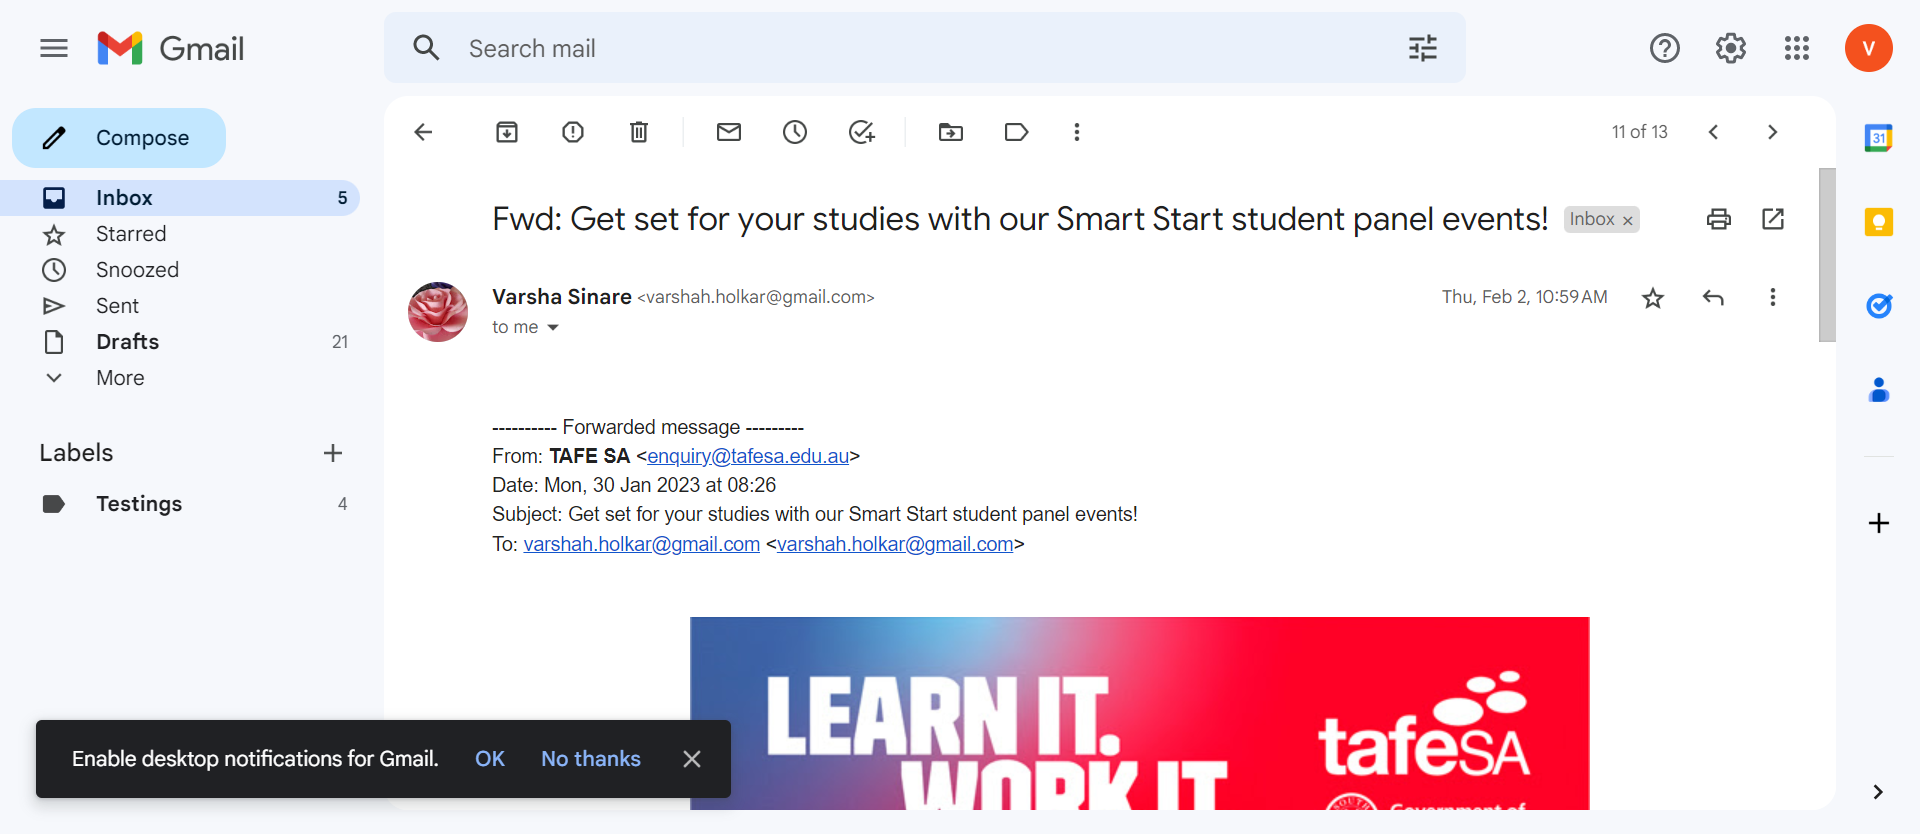 Gmail
Search mail
V
Compose
11 of 13
31
Inbox 5
Starred
Snoozed
Sent
Drafts 21
More
Labels
Testings 4
Fwd: Get set for your studies with our Smart Start student panel events! Inbox x
Varsha Sinare <varshah.holkar@gmail.com> Thu, Feb 2, 10:59 AM
to me
---------- Forwarded message ---------
From: TAFE SA <enquiry@tafesa.edu.au>
Date: Mon, 30 Jan 2023 at 08:26
Subject: Get set for your studies with our Smart Start student panel events!
To: varshah.holkar@gmail.com <varshah.holkar@gmail.com>
LEARN IT.
WORK IT
tafeSA
SOUTH
Government of
Enable desktop notifications for Gmail. OK No thanks